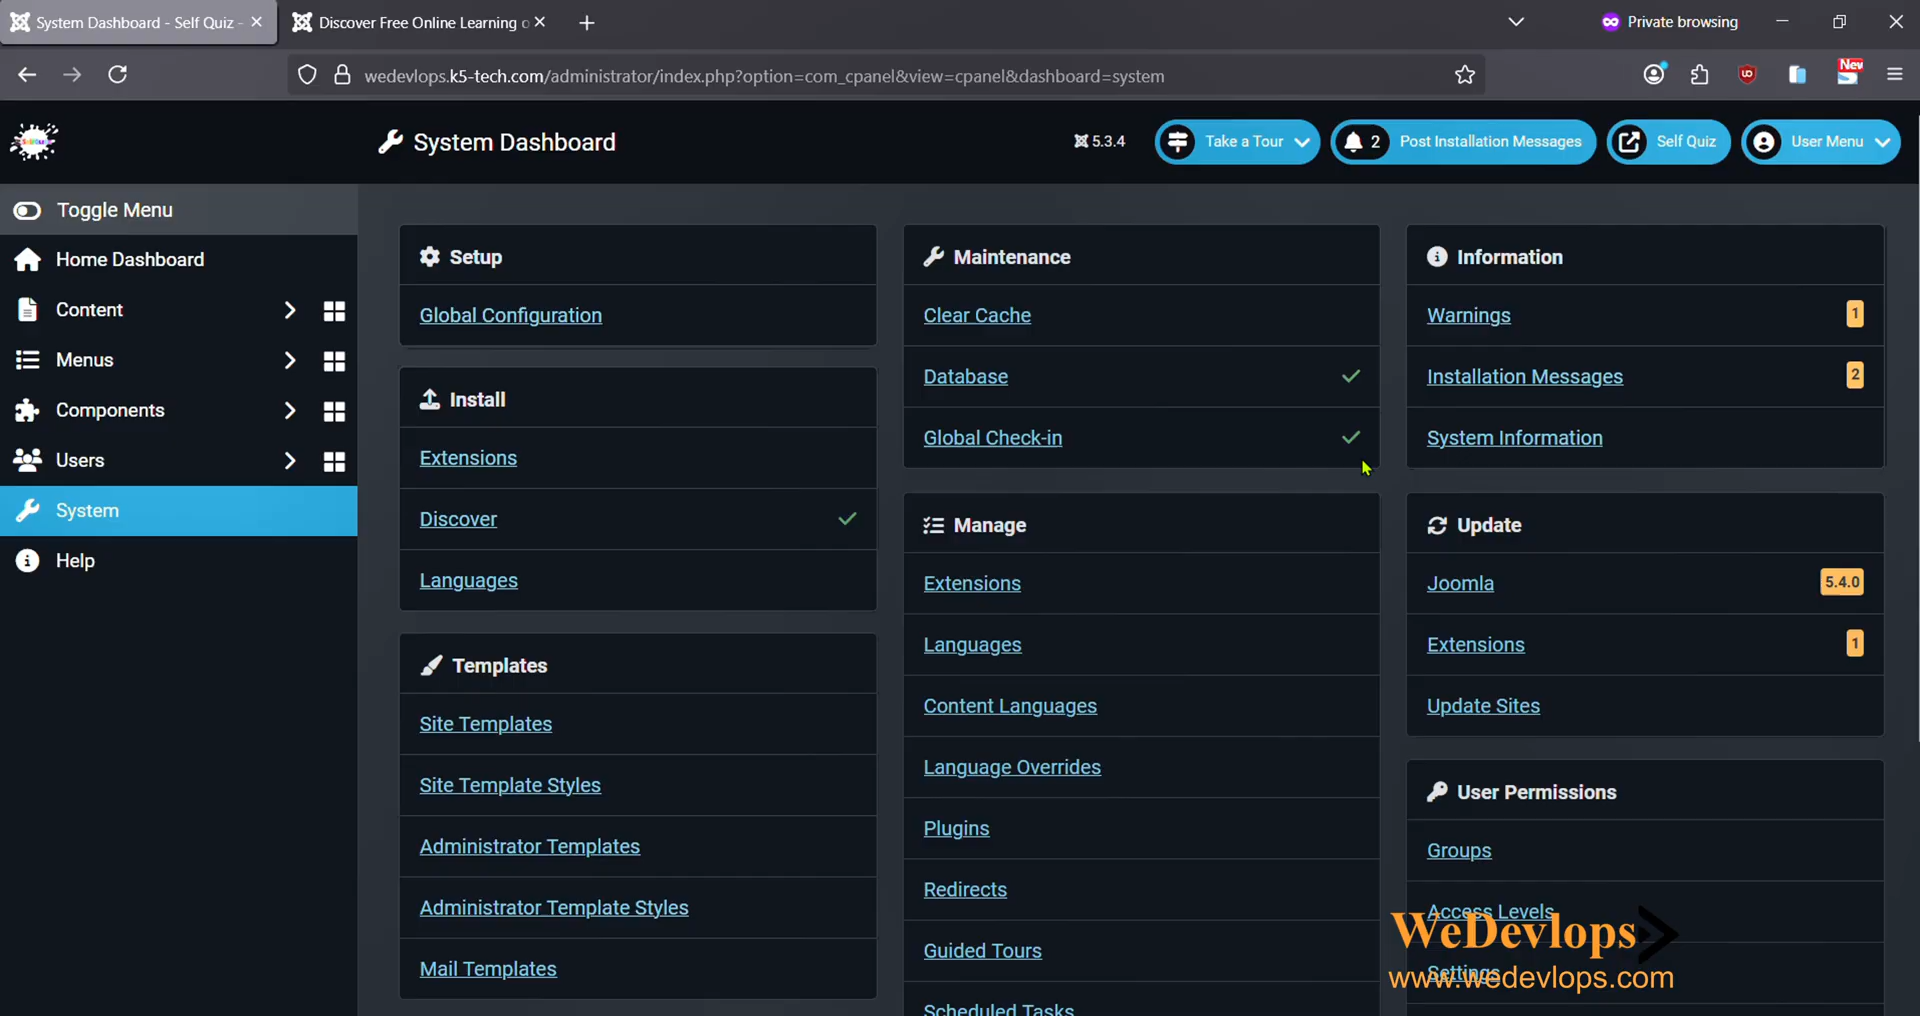 System Dashboard - Self Quiz -
Discover Free Online Learning o
Private browsing
wedevlops.k5-tech.com/administrator/index.php?option=com_cpanel&view=cpanel&dashboard=system
New
System Dashboard
5.3.4
Take a Tour
2 Post Installation Messages
Self Quiz
User Menu
Toggle Menu
Home Dashboard
Content
Menus
Components
Users
System
Help
Setup
Global Configuration
Install
Extensions
Discover
Languages
Templates
Site Templates
Site Template Styles
Administrator Templates
Administrator Template Styles
Mail Templates
Maintenance
Clear Cache
Database
Global Check-in
Manage
Extensions
Languages
Content Languages
Language Overrides
Plugins
Redirects
Guided Tours
Scheduled Tasks
Information
Warnings 1
Installation Messages 2
System Information
Update
Joomla 5.4.0
Extensions 1
Update Sites
User Permissions
Groups
Access Levels
Settings
WeDevlops
www.wedevlops.com